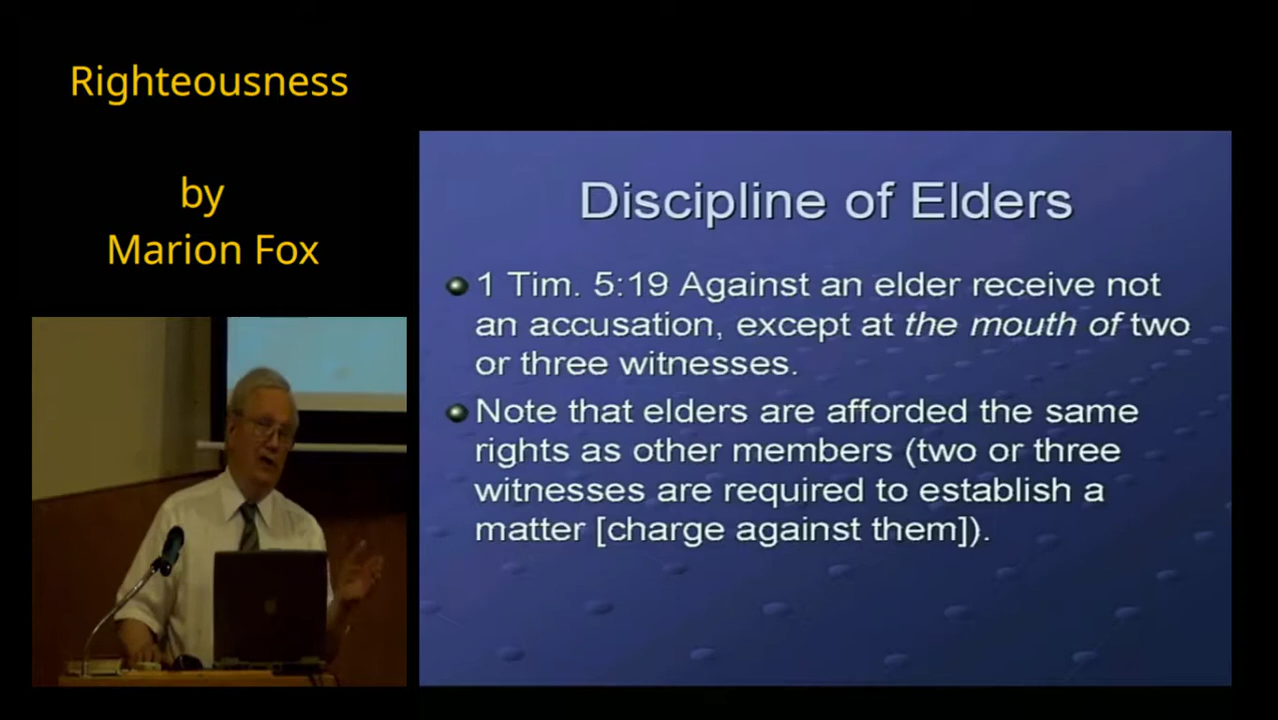 Righteousness
by
Marion Fox
Discipline of Elders
1 Tim. 5:19 Against an elder receive not
an accusation, except at the mouth of two
or three witnesses.
Note that elders are afforded the same
rights as other members (two or three
witnesses are required to establish a
matter [charge against them]).